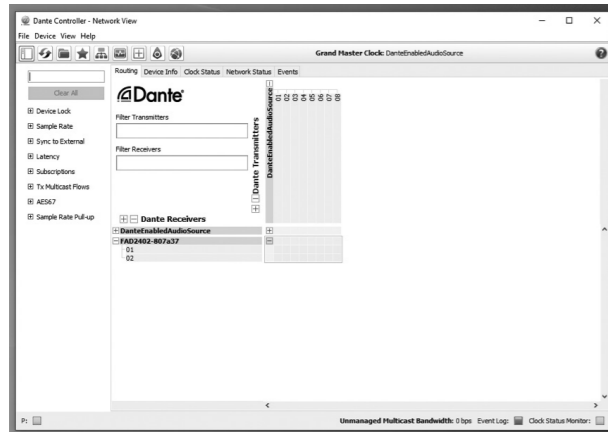 Dante Controller - Network View
File Device View Help
Grand Master Clock: DanteEnabledAudioSource
Routing Device Info Clock Status Network Status Events
Clear All
Device Lock
Sample Rate
Sync to External
Latency
Subscriptions
Tx Multicast Flows
AES67
Sample Rate Pull-up
Dante
Filter Transmitters
Filter Receivers
Dante Transmitters
DanteEnabledAudioSource
01 02 03 04 05 06 07 08
Dante Receivers
DanteEnabledAudioSource
FAD2402-807a37
01
02
P:
Unmanaged Multicast Bandwidth: 0 bps Event Log: Clock Status Monitor: